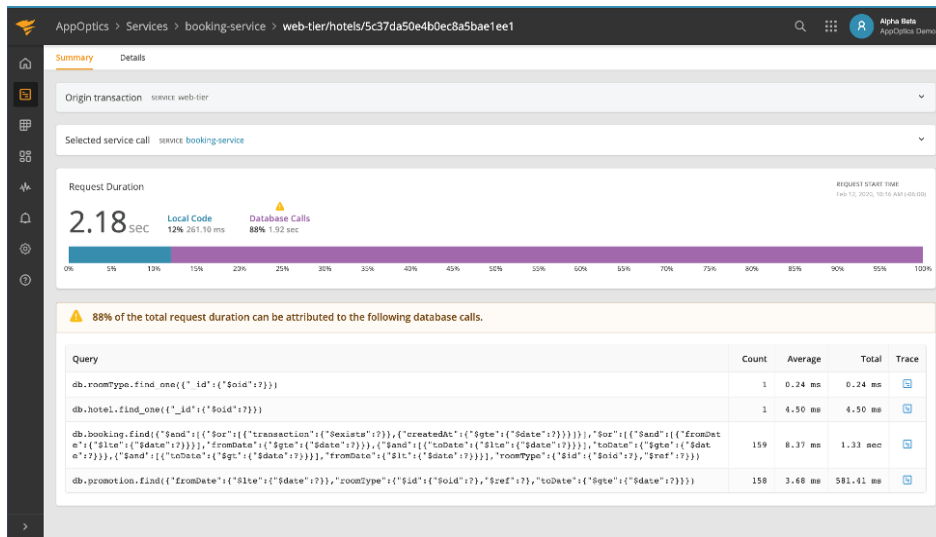 AppOptics > Services > booking-service > web-tier/hotels/5c37da50e4b0ec8a5bae1ee1
A
Alpha Beta
AppOptics Demo
Summary
Details
Origin transaction SERVICE web-tier
Selected service call SERVICE booking-service
Request Duration
REQUEST START TIME
Feb 12, 2020, 10:16 AM (-06:00)
2.18 sec
Local Code
12% 261.10 ms
Database Calls
88% 1.92 sec
0% 5% 10% 15% 20% 25% 30% 35% 40% 45% 50% 55% 60% 65% 70% 75% 80% 85% 90% 95% 100%
88% of the total request duration can be attributed to the following database calls.
Query Count Average Total Trace
db.roomType.find_one({"_id":{"$oid":?}}) 1 0.24 ms 0.24 ms
db.hotel.find_one({"_id":{"$oid":?}}) 1 4.50 ms 4.50 ms
db.booking.find({"$and":[{"$or":[{"transaction":{"$exists":?}},{"createdAt":{"$gte":{"$date":?}}}]}],"$or":[{"$and":[{"fromDat
e":{"$lte":{"$date":?}}}],"fromDate":{"$gte":{"$date":?}}},{"$and":[{"toDate":{"$lte":{"$date":?}}}],"toDate":{"$gte":{"$dat
e":?}}},{"$and":[{"toDate":{"$gt":{"$date":?}}}],"fromDate":{"$lt":{"$date":?}}}],"roomType":{"$id":{"$oid":?},"$ref":?}}) 159 8.37 ms 1.33 sec
db.promotion.find({"fromDate":{"$lte":{"$date":?}},"roomType":{"$id":{"$oid":?},"$ref":?},"toDate":{"$gte":{"$date":?}}}) 158 3.68 ms 581.41 ms